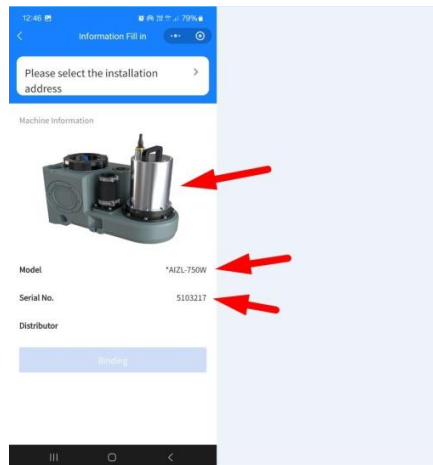 12:46 79%
Information Fill in
Please select the installation
address
Machine Information
Model *AIZL-750W
Serial No. 5103217
Distributor
Binding